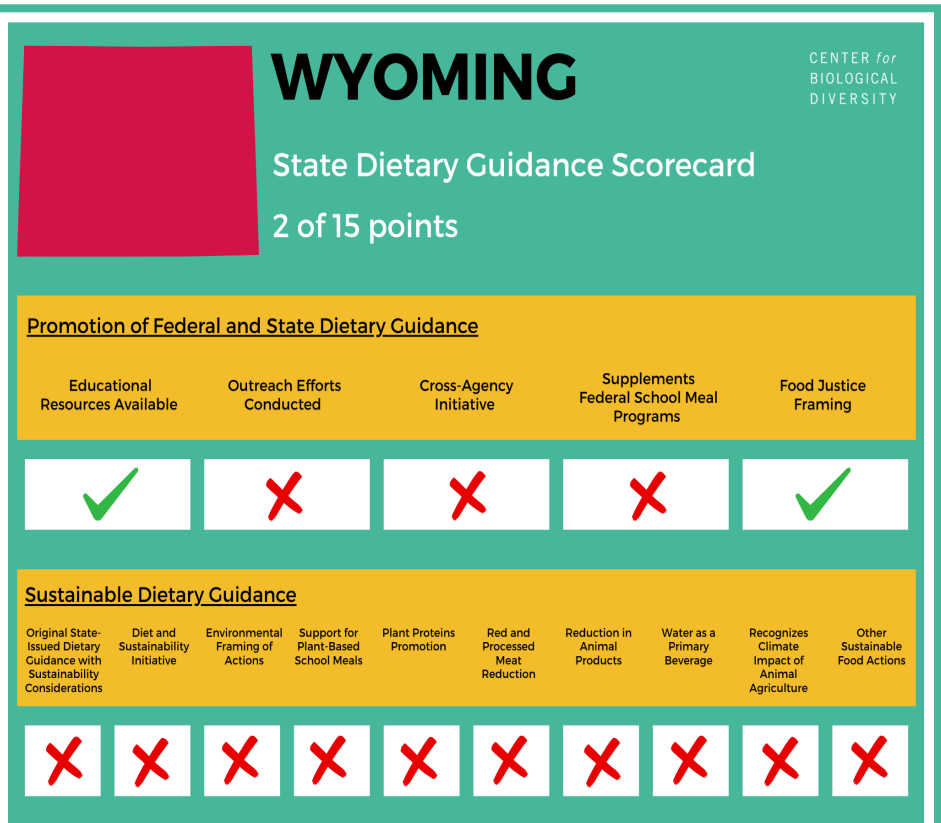 WYOMING
CENTER for
BIOLOGICAL
DIVERSITY
State Dietary Guidance Scorecard
2 of 15 points
Promotion of Federal and State Dietary Guidance
Educational
Resources Available
Outreach Efforts
Conducted
Cross-Agency
Initiative
Supplements
Federal School Meal
Programs
Food Justice
Framing
Sustainable Dietary Guidance
Original State-
Issued Dietary
Guidance with
Sustainability
Considerations
Diet and
Sustainability
Initiative
Environmental
Framing of
Actions
Support for
Plant-Based
School Meals
Plant Proteins
Promotion
Red and
Processed
Meat
Reduction
Reduction in
Animal
Products
Water as a
Primary
Beverage
Recognizes
Climate
Impact of
Animal
Agriculture
Other
Sustainable
Food Actions